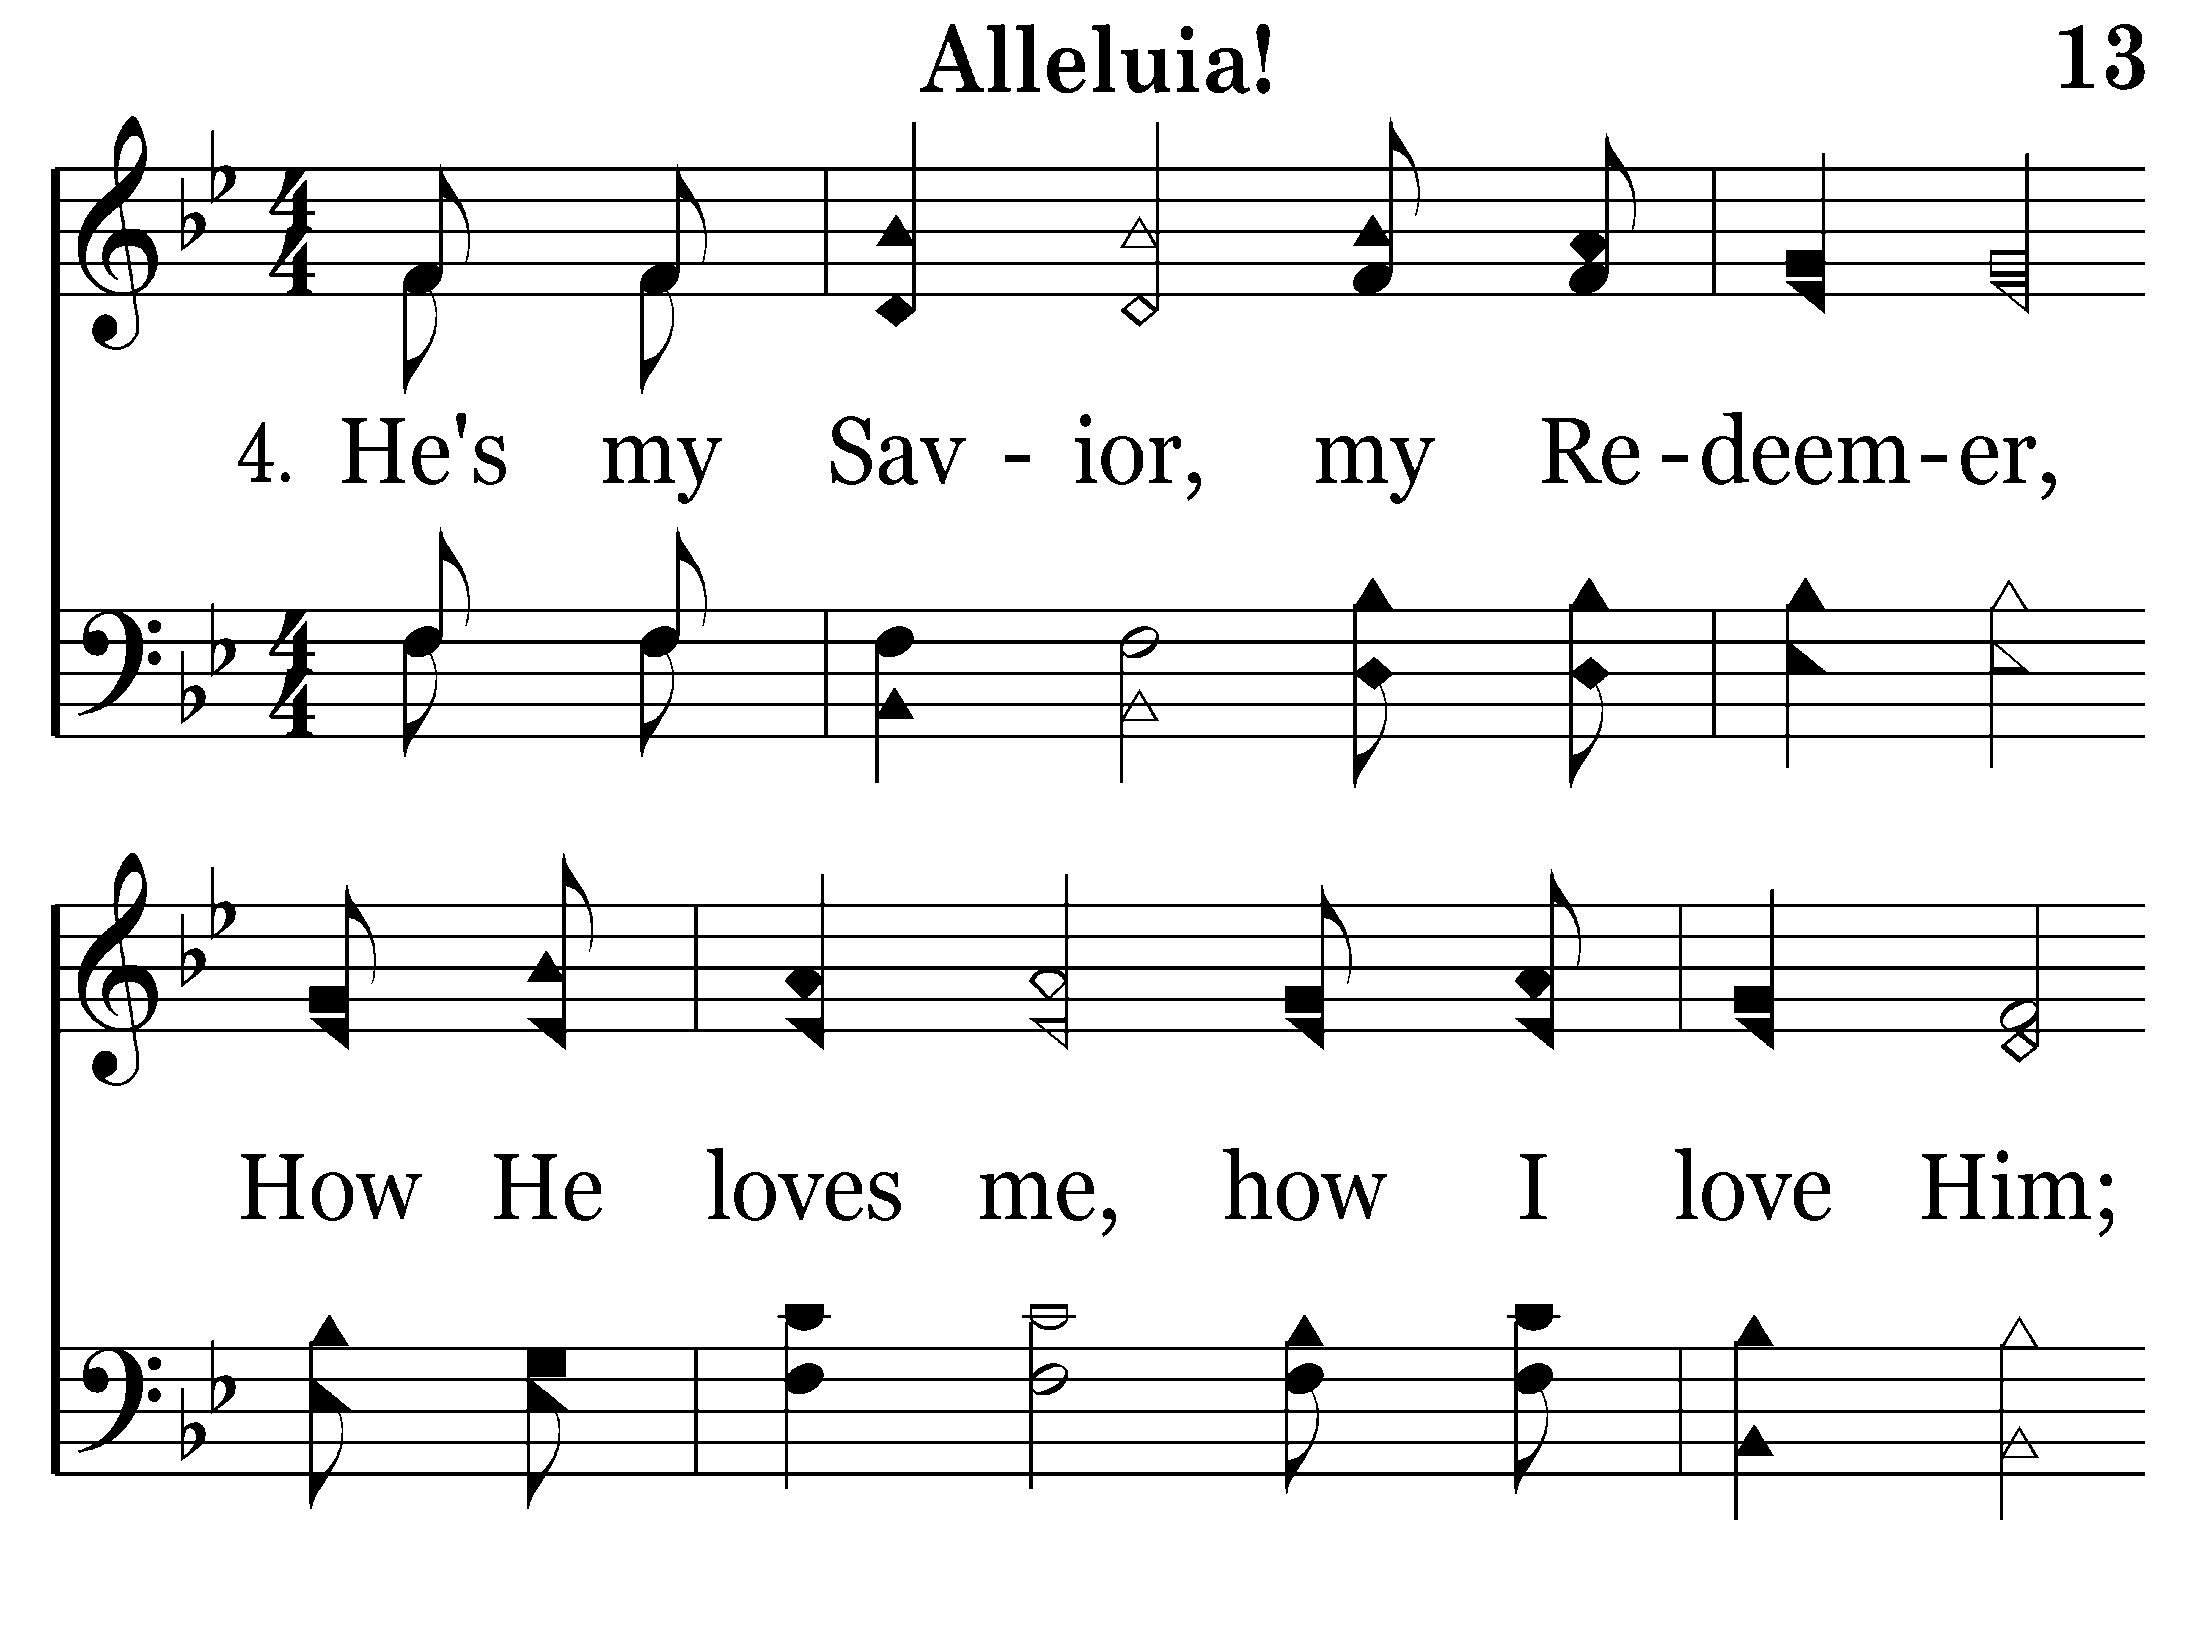 Alleluia! 13
4. He's my Sav - ior, my Re - deem - er,
How He loves me, how I love Him;